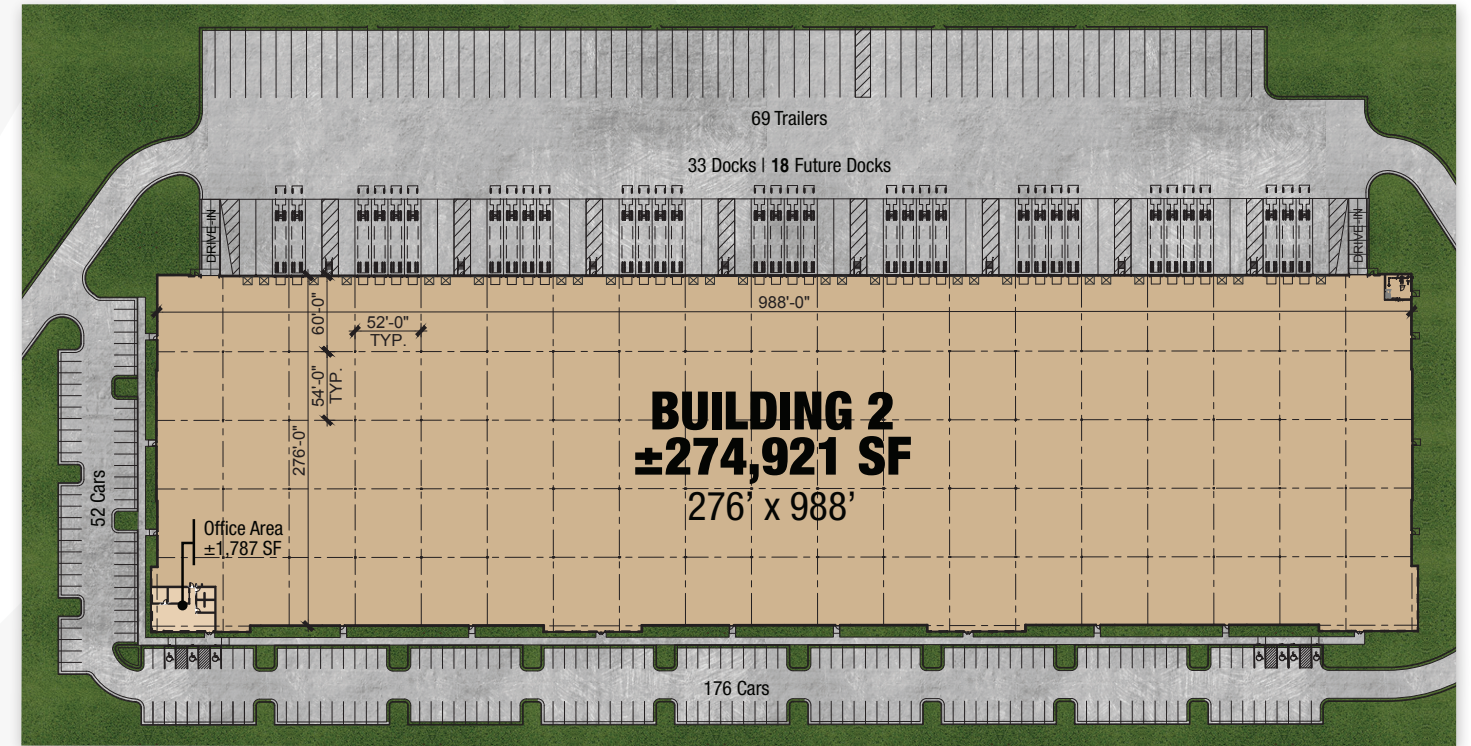 69 Trailers
33 Docks | 18 Future Docks
DRIVE-IN
DRIVE-IN
988'-0"
60'-0"
52'-0"
TYP.
54'-0"
TYP.
276'-0"
BUILDING 2
±274,921 SF
276’ x 988’
52 Cars
Office Area
±1,787 SF
176 Cars